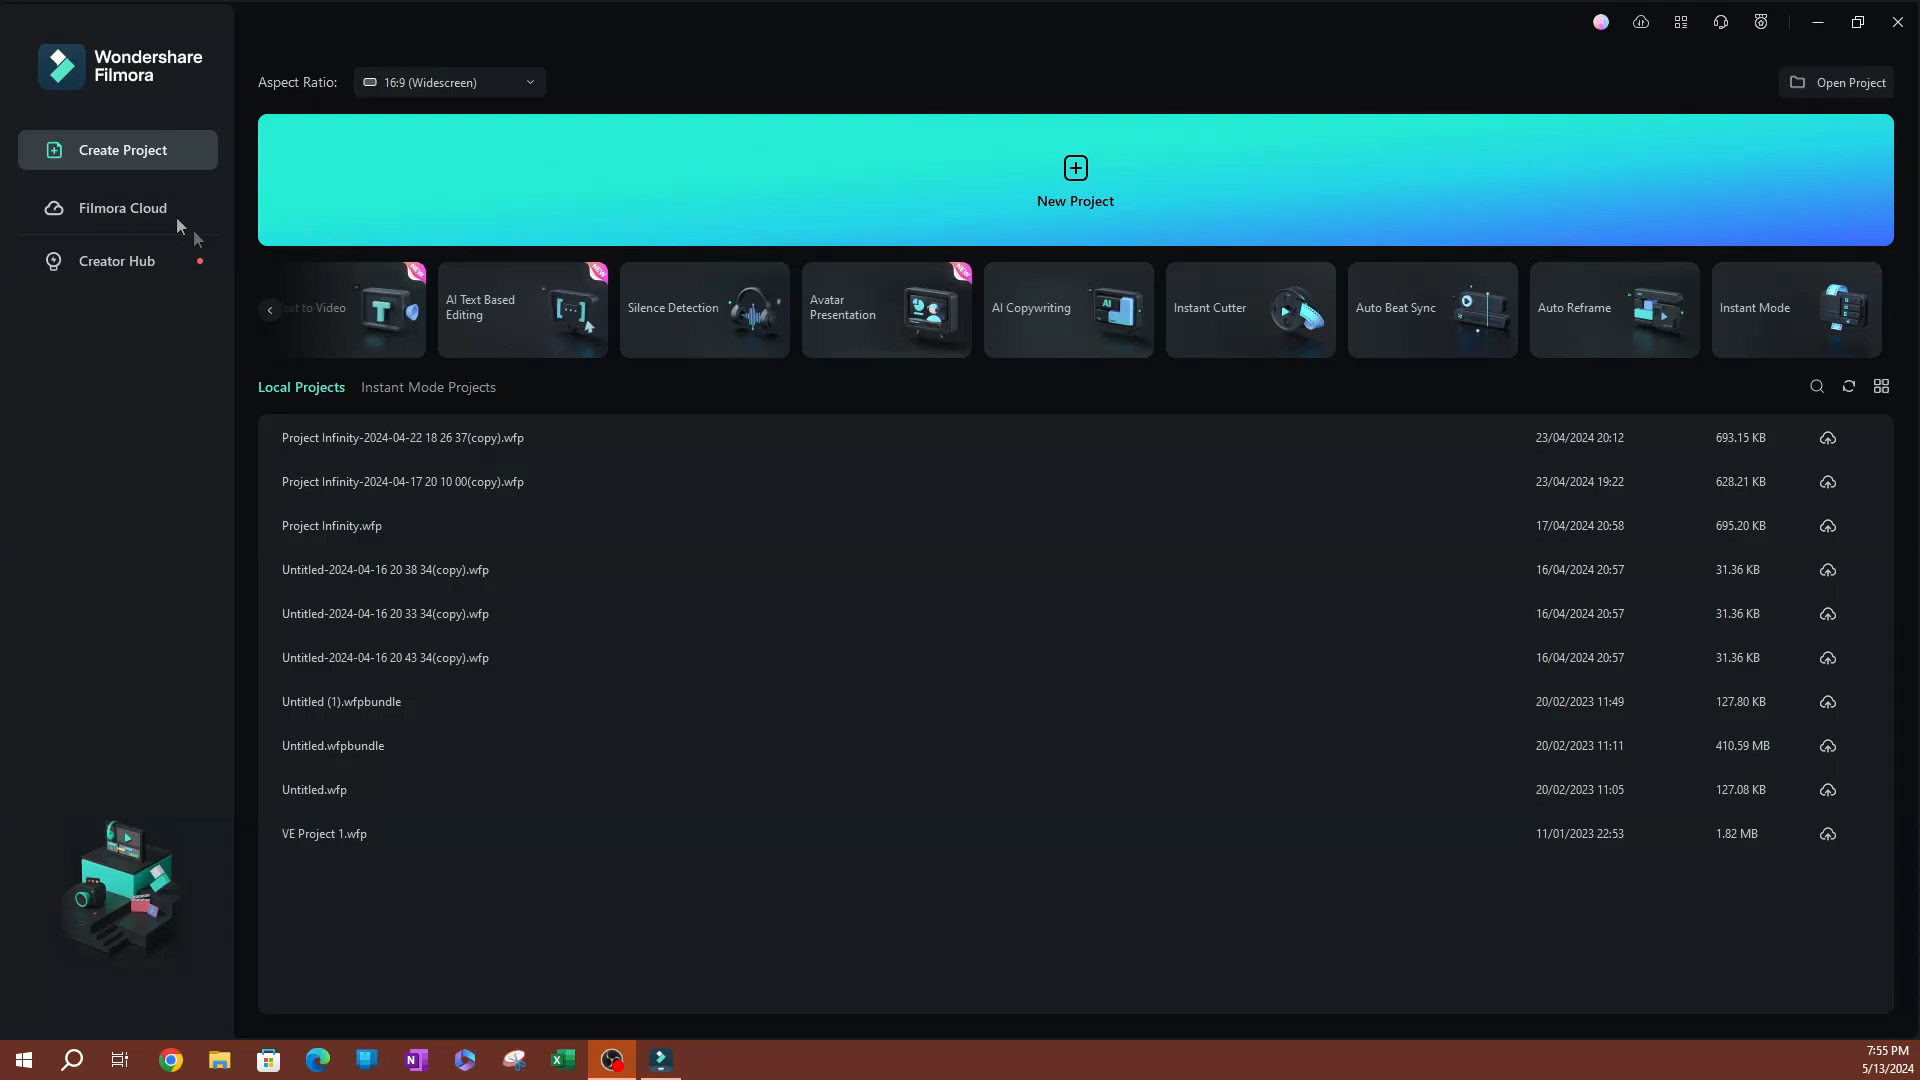 Wondershare
Filmora
Create Project
Filmora Cloud
Creator Hub
Aspect Ratio:
16:9 (Widescreen)
Open Project
New Project
ext to Video
NEW
AI Text Based
Editing
NEW
Silence Detection
Avatar
Presentation
NEW
AI Copywriting
AI
Instant Cutter
Auto Beat Sync
Auto Reframe
Instant Mode
Local Projects
Instant Mode Projects
Project Infinity-2024-04-22 18 26 37(copy).wfp 23/04/2024 20:12 693.15 KB
Project Infinity-2024-04-17 20 10 00(copy).wfp 23/04/2024 19:22 628.21 KB
Project Infinity.wfp 17/04/2024 20:58 695.20 KB
Untitled-2024-04-16 20 38 34(copy).wfp 16/04/2024 20:57 31.36 KB
Untitled-2024-04-16 20 33 34(copy).wfp 16/04/2024 20:57 31.36 KB
Untitled-2024-04-16 20 43 34(copy).wfp 16/04/2024 20:57 31.36 KB
Untitled (1).wfpbundle 20/02/2023 11:49 127.80 KB
Untitled.wfpbundle 20/02/2023 11:11 410.59 MB
Untitled.wfp 20/02/2023 11:05 127.08 KB
VE Project 1.wfp 11/01/2023 22:53 1.82 MB
7:55 PM
5/13/2024